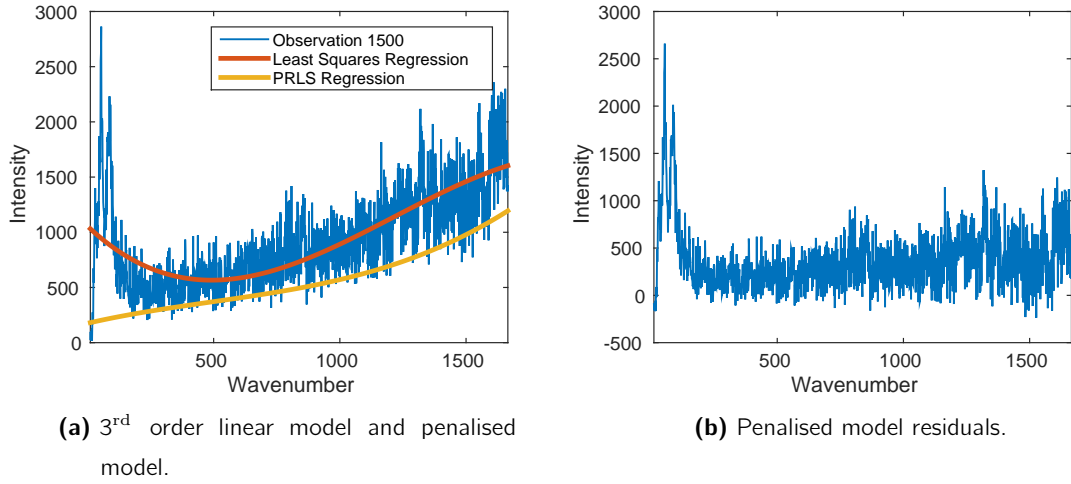 3000
2500
2000
1500
1000
500
0
Intensity
500
1000
1500
Wavenumber
Observation 1500
Least Squares Regression
PRLS Regression
(a) 3rd order linear model and penalised
model.
3000
2500
2000
1500
1000
500
0
-500
Intensity
500
1000
1500
Wavenumber
(b) Penalised model residuals.